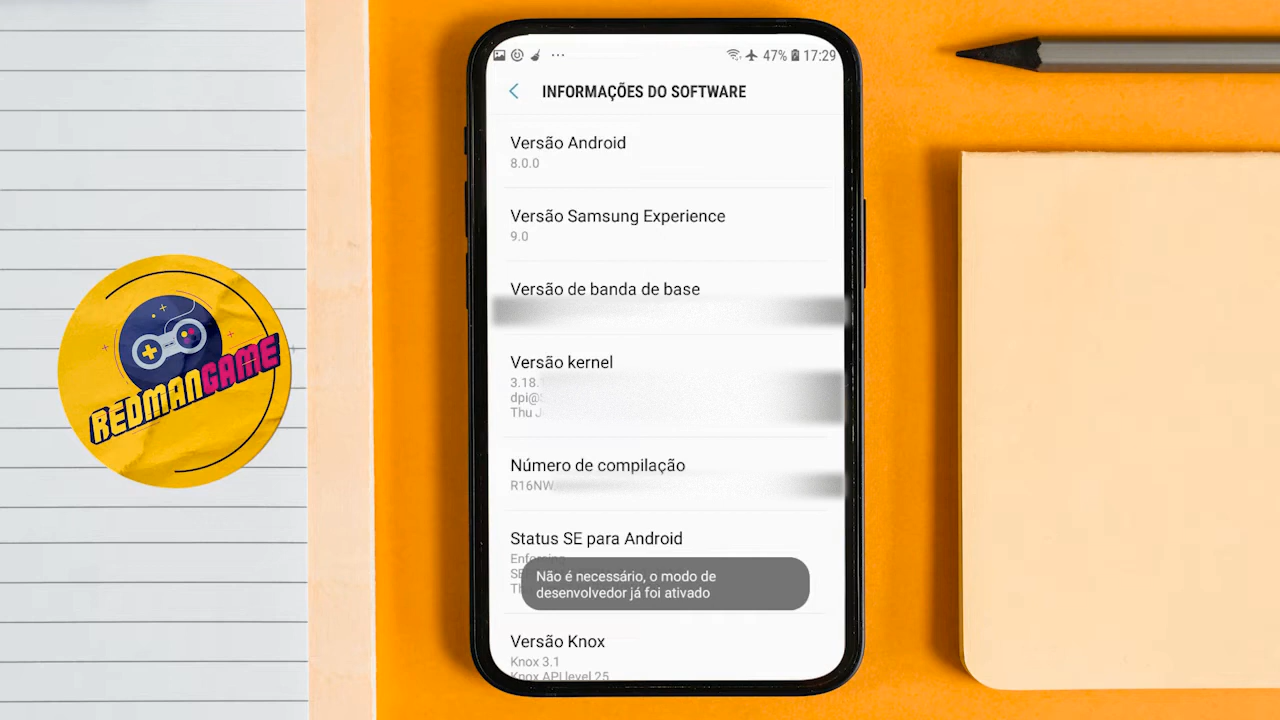 47% 17:29
INFORMAÇÕES DO SOFTWARE
Versão Android
8.0.0
Versão Samsung Experience
9.0
Versão de banda de base
Versão kernel
3.18.
dpi@
Thu J
Número de compilação
R16NW
Status SE para Android
Não é necessário, o modo de
desenvolvedor já foi ativado
Versão Knox
Knox 3.1
Knox API level 25
REDMANGAME